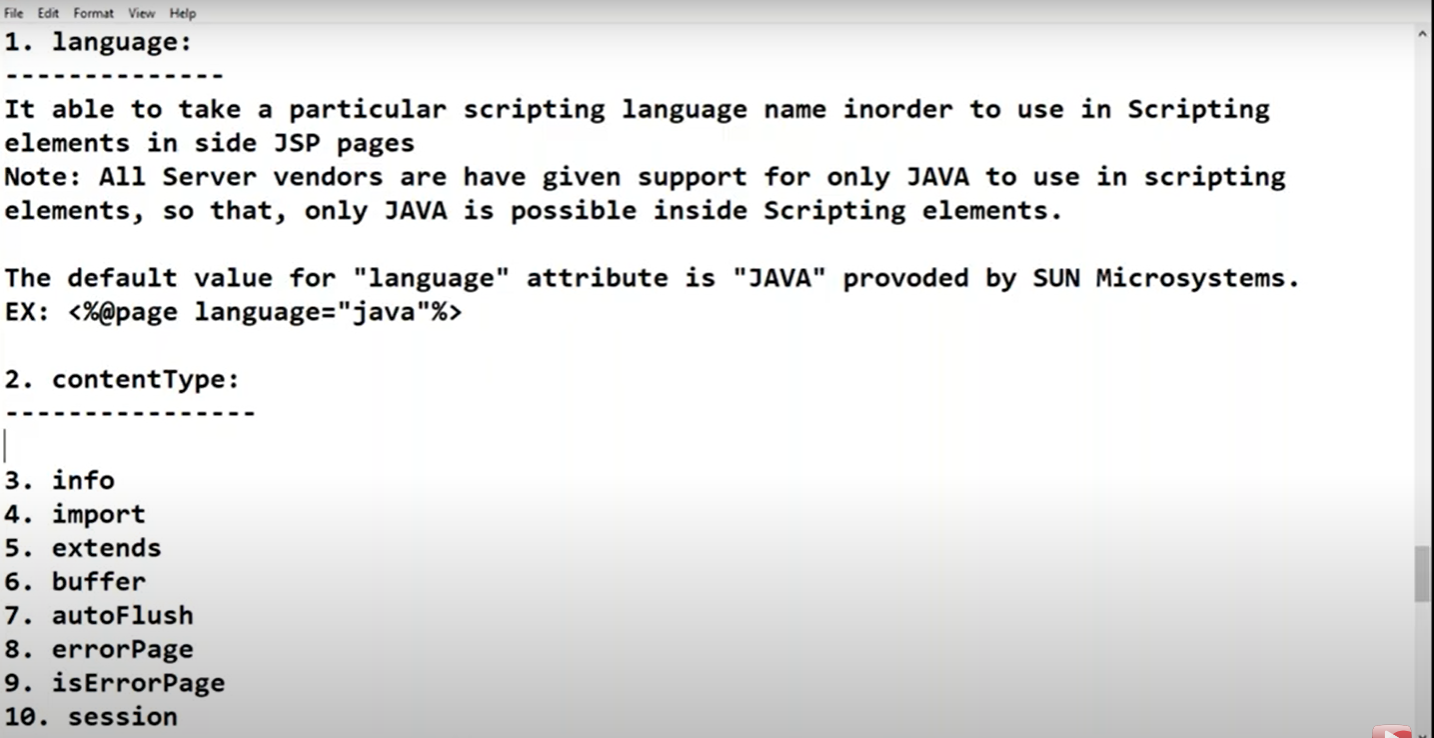 File Edit Format View Help
1. language:
--------------
It able to take a particular scripting language name inorder to use in Scripting
elements in side JSP pages
Note: All Server vendors are have given support for only JAVA to use in scripting
elements, so that, only JAVA is possible inside Scripting elements.
The default value for "language" attribute is "JAVA" provoded by SUN Microsystems.
EX: <%@page language="java"%>
2. contentType:
----------------
3. info
4. import
5. extends
6. buffer
7. autoFlush
8. errorPage
9. isErrorPage
10. session